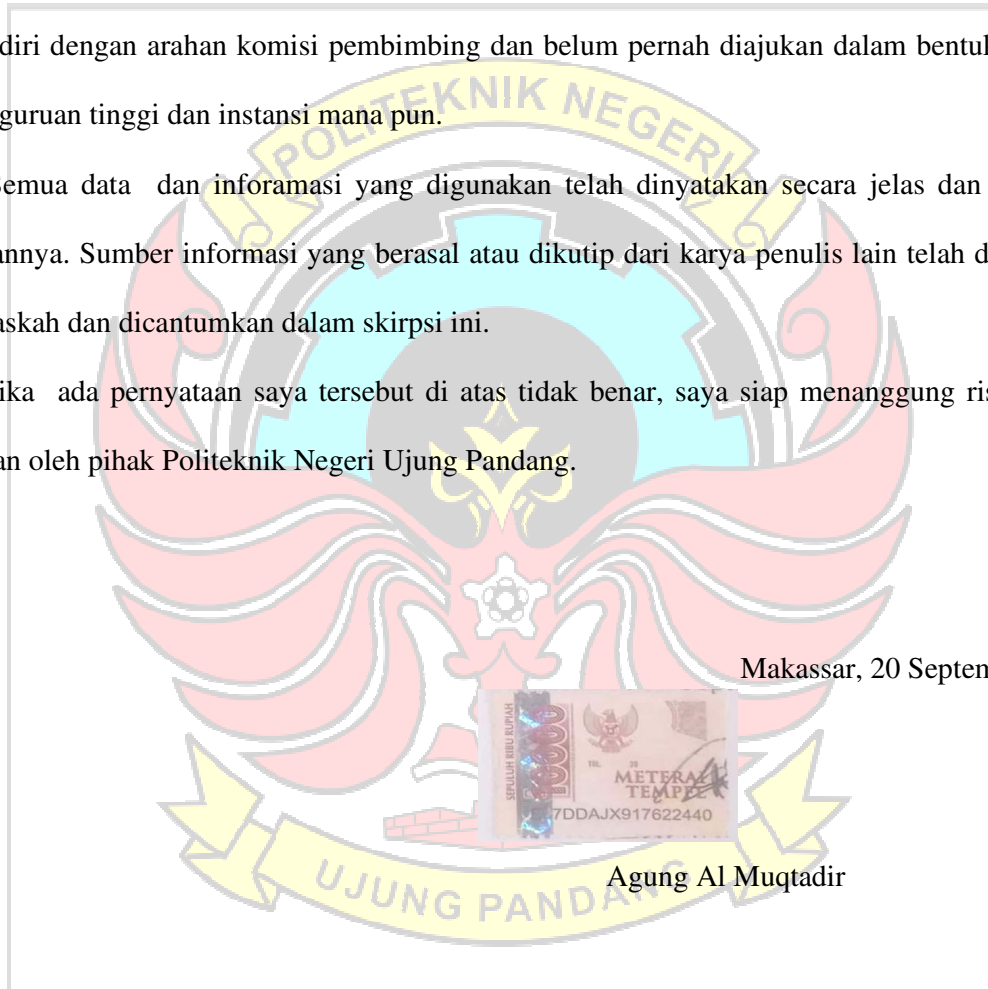 diri dengan arahan komisi pembimbing dan belum pernah diajukan dalam bentuk
guruan tinggi dan instansi mana pun.
POLITEKNIK NEGERI
Semua data dan inforamasi yang digunakan telah dinyatakan secara jelas dan
annya. Sumber informasi yang berasal atau dikutip dari karya penulis lain telah d
askah dan dicantumkan dalam skirpsi ini.
ika ada pernyataan saya tersebut di atas tidak benar, saya siap menanggung ris
an oleh pihak Politeknik Negeri Ujung Pandang.
Makassar, 20 Septem
SEPULUH RIBU RUPIAH
10000
METERAI
TEMPEL
7DDAJX917622440
Agung Al Muqtadir
UJUNG PANDANG